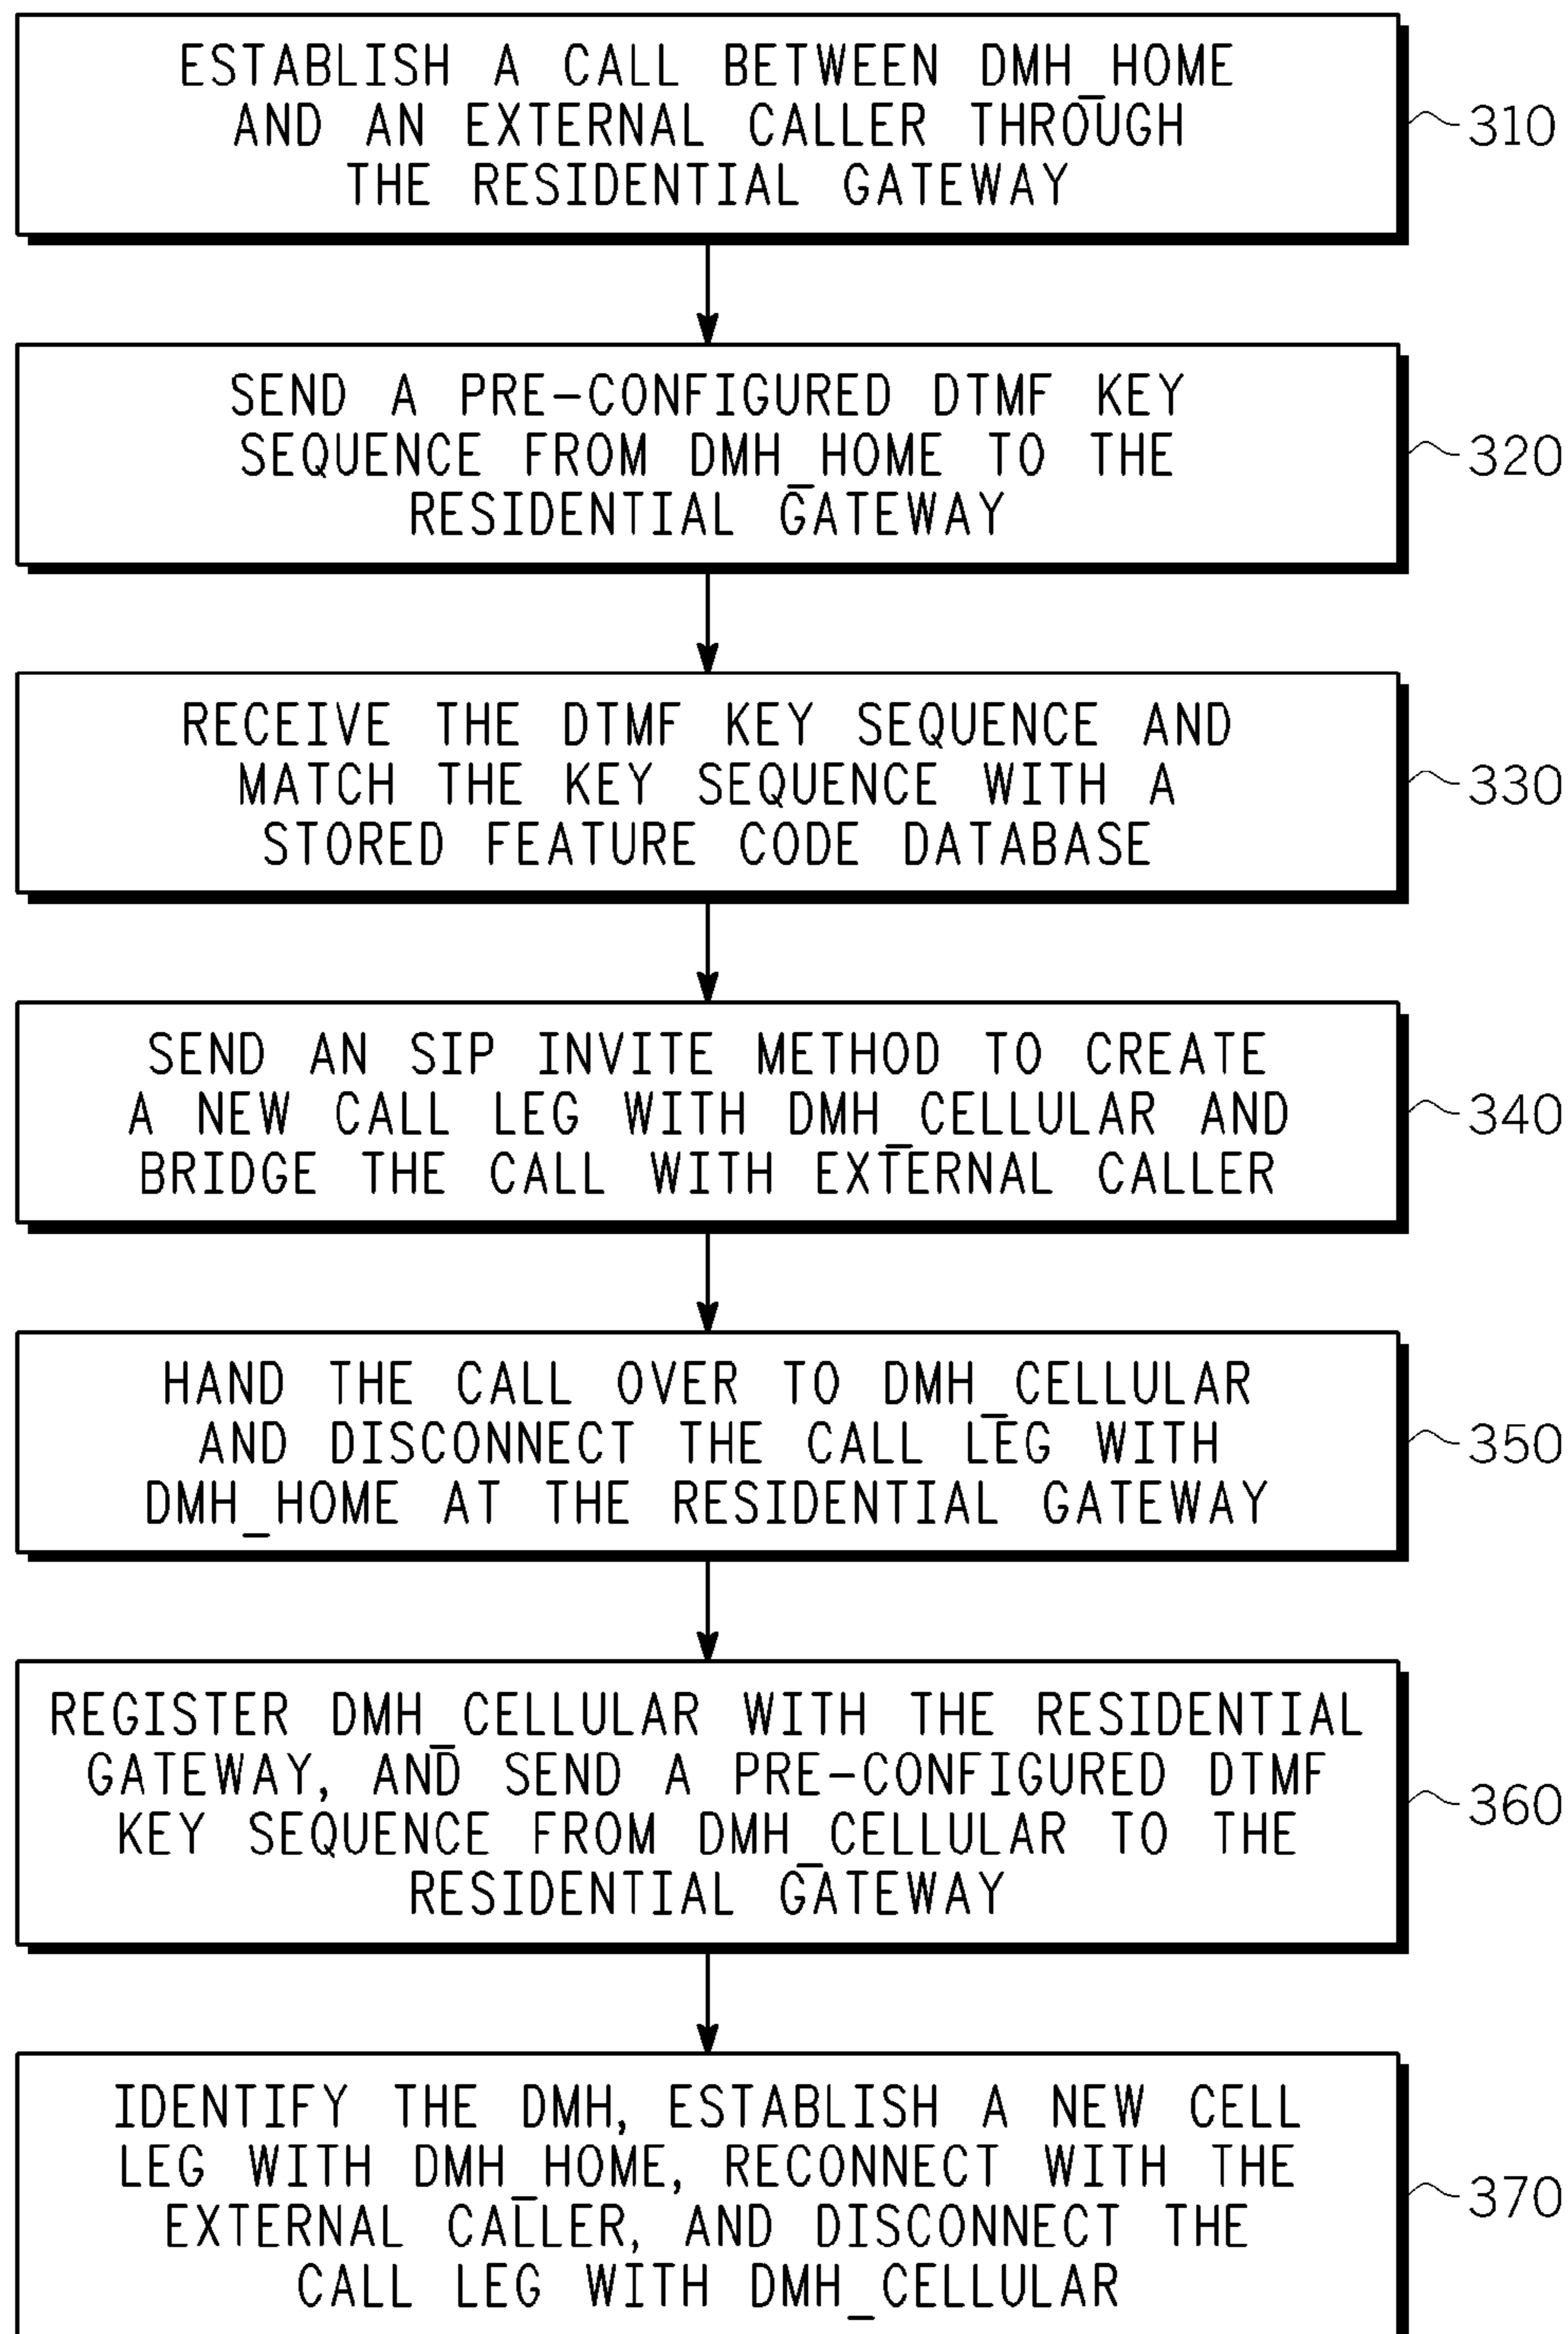 ESTABLISH A CALL BETWEEN DMH_HOME
AND AN EXTERNAL CALLER THROUGH
THE RESIDENTIAL GATEWAY
310
SEND A PRE-CONFIGURED DTMF KEY
SEQUENCE FROM DMH_HOME TO THE
RESIDENTIAL GATEWAY
320
RECEIVE THE DTMF KEY SEQUENCE AND
MATCH THE KEY SEQUENCE WITH A
STORED FEATURE CODE DATABASE
330
SEND AN SIP INVITE METHOD TO CREATE
A NEW CALL LEG WITH DMH_CELLULAR AND
BRIDGE THE CALL WITH EXTERNAL CALLER
340
HAND THE CALL OVER TO DMH_CELLULAR
AND DISCONNECT THE CALL LEG WITH
DMH_HOME AT THE RESIDENTIAL GATEWAY
350
REGISTER DMH_CELLULAR WITH THE RESIDENTIAL
GATEWAY, AND SEND A PRE-CONFIGURED DTMF
KEY SEQUENCE FROM DMH_CELLULAR TO THE
RESIDENTIAL GATEWAY
360
IDENTIFY THE DMH, ESTABLISH A NEW CELL
LEG WITH DMH_HOME, RECONNECT WITH THE
EXTERNAL CALLER, AND DISCONNECT THE
CALL LEG WITH DMH_CELLULAR
370